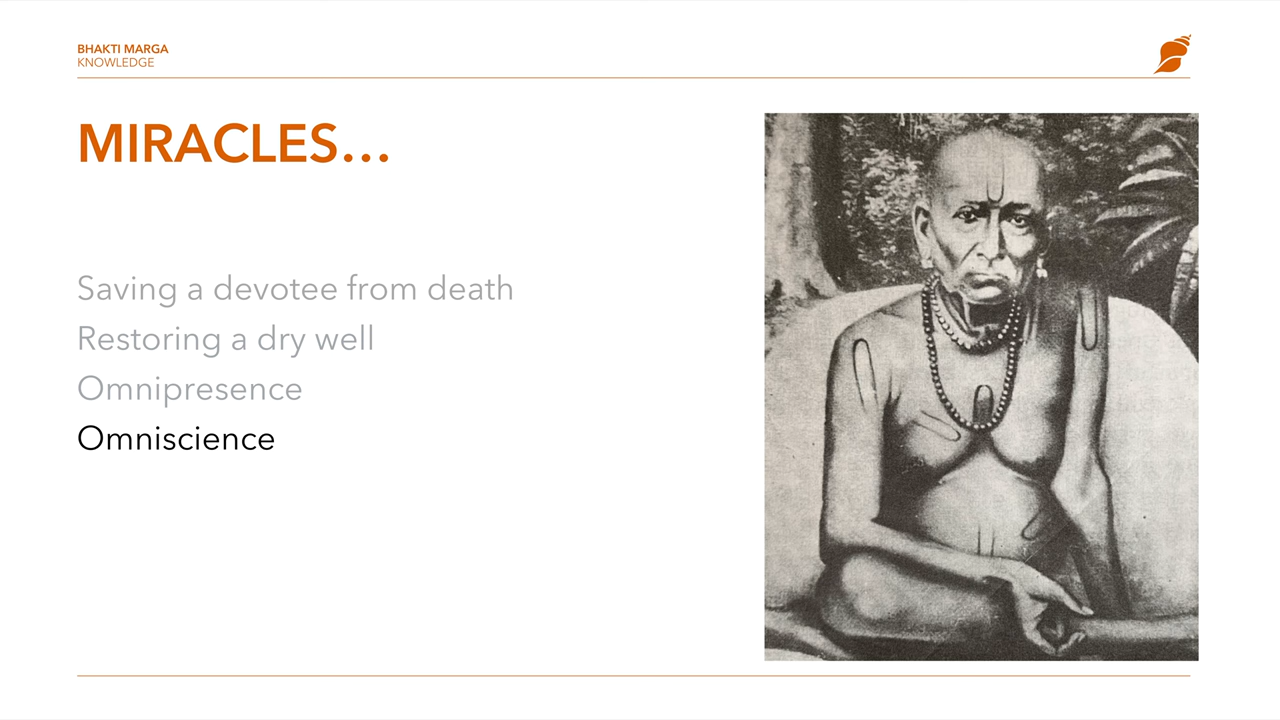 BHAKTI MARGA
KNOWLEDGE
MIRACLES...
Saving a devotee from death
Restoring a dry well
Omnipresence
Omniscience